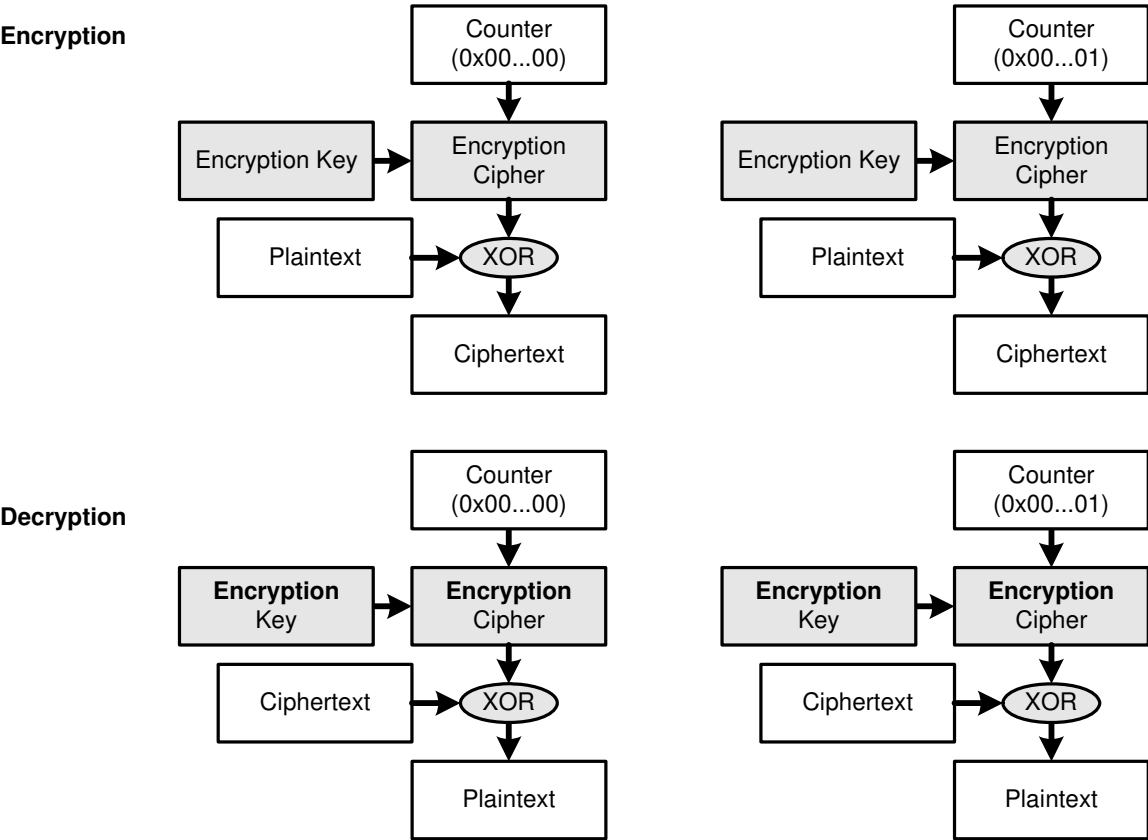 Encryption
Counter
(0x00...00)
Counter
(0x00...01)
Encryption Key
Encryption
Cipher
Encryption Key
Encryption
Cipher
Plaintext
XOR
Plaintext
XOR
Ciphertext
Ciphertext
Decryption
Counter
(0x00...00)
Counter
(0x00...01)
Encryption
Key
Encryption
Cipher
Encryption
Key
Encryption
Cipher
Ciphertext
XOR
Ciphertext
XOR
Plaintext
Plaintext